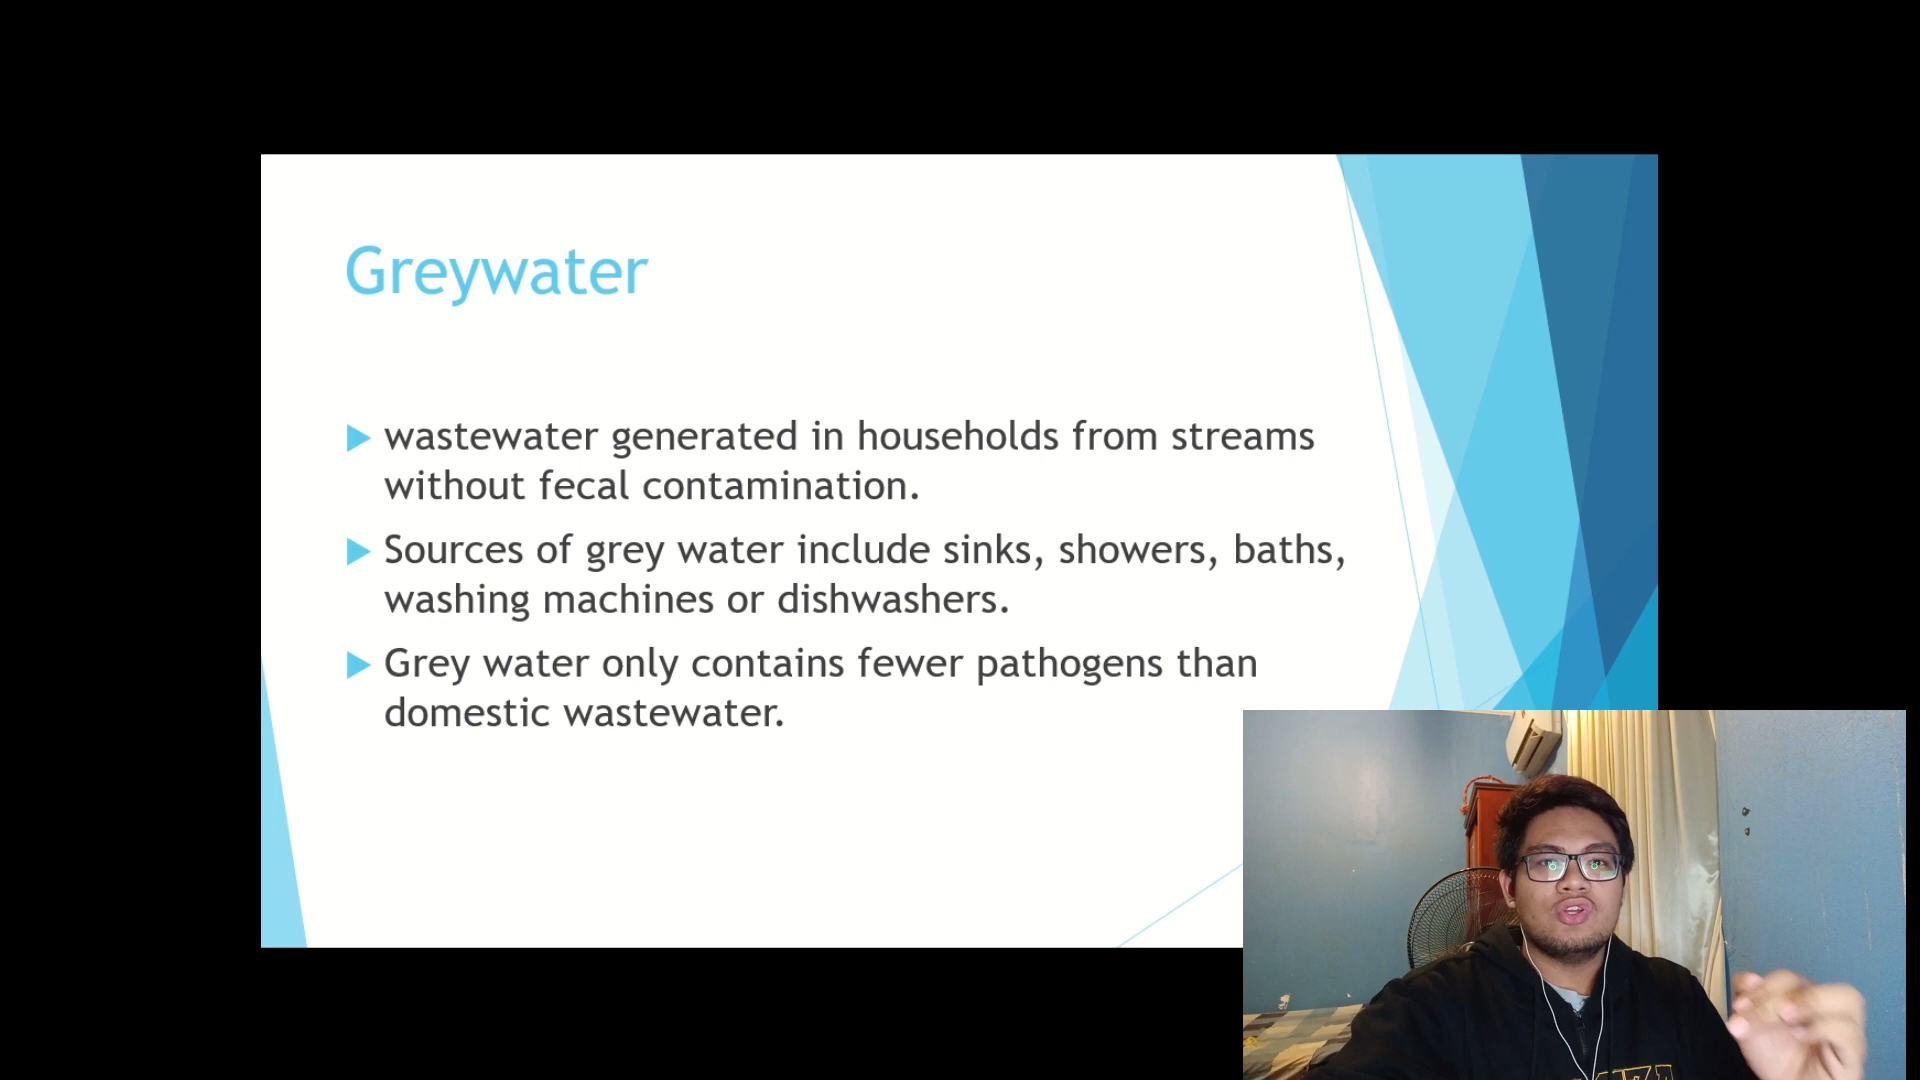 Greywater
wastewater generated in households from streams
without fecal contamination.
Sources of grey water include sinks, showers, baths,
washing machines or dishwashers.
Grey water only contains fewer pathogens than
domestic wastewater.